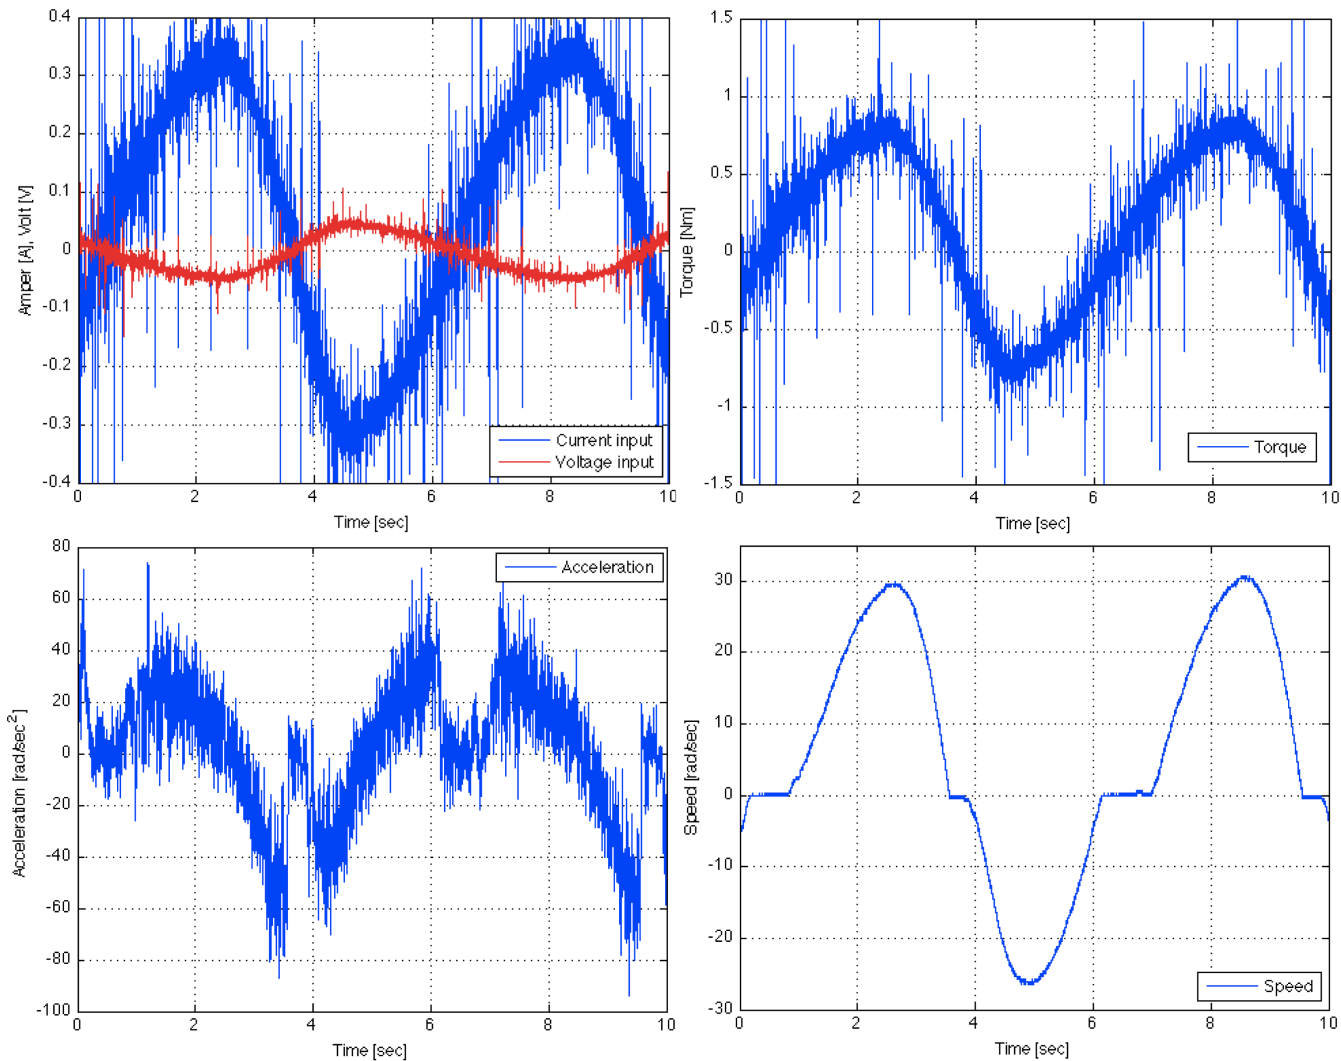 0.4
0.3
0.2
0.1
0
-0.1
-0.2
-0.3
-0.4
Amper [A], Volt [V]
Current input
Voltage input
0 2 4 6 8 10
Time [sec]
1.5
1
0.5
0
-0.5
-1
-1.5
Torque [Nm]
Torque
0 2 4 6 8 10
Time [sec]
80
60
40
20
0
-20
-40
-60
-80
-100
Acceleration [rad/sec²]
Acceleration
0 2 4 6 8 10
Time [sec]
30
20
10
0
-10
-20
-30
Speed [rad/sec]
Speed
0 2 4 6 8 10
Time [sec]